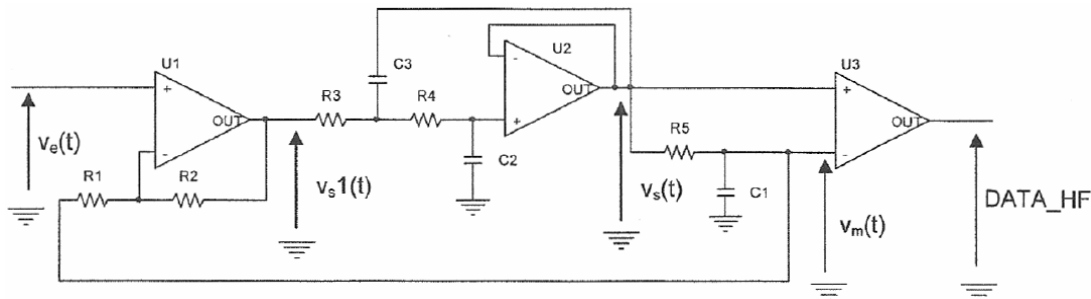 U1
+
-
OUT
v_e(t)
R1
R2
v_s1(t)
R3
C3
R4
C2
U2
-
+
OUT
v_s(t)
R5
C1
U3
+
-
OUT
v_m(t)
DATA_HF